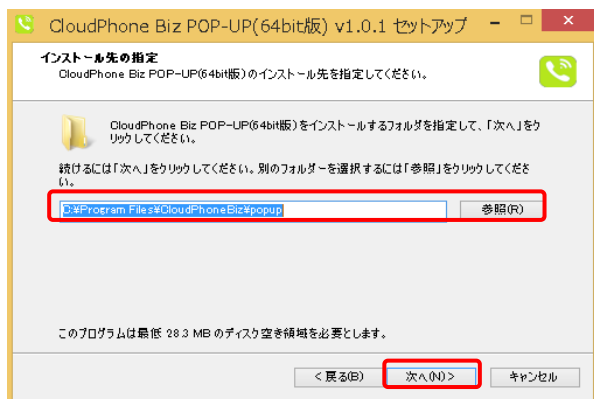 CloudPhone Biz POP-UP(64bit版) v1.0.1 セットアップ
インストール先の指定
CloudPhone Biz POP-UP(64bit版)のインストール先を指定してください。
CloudPhone Biz POP-UP(64bit版)をインストールするフォルダを指定して、「次へ」をク
リックしてください。
続けるには「次へ」をクリックしてください。別のフォルダーを選択するには「参照」をクリックしてくださ
い。
C:¥Program Files¥CloudPhoneBiz¥popup
参照(R)
このプログラムは最低 28.3 MB のディスク空き領域を必要とします。
< 戻る(B)
次へ(N) >
キャンセル